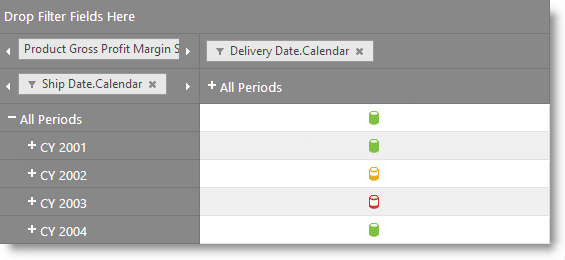 Drop Filter Fields Here
Product Gross Profit Margin S
Delivery Date.Calendar
Ship Date.Calendar
All Periods
All Periods
CY 2001
CY 2002
CY 2003
CY 2004